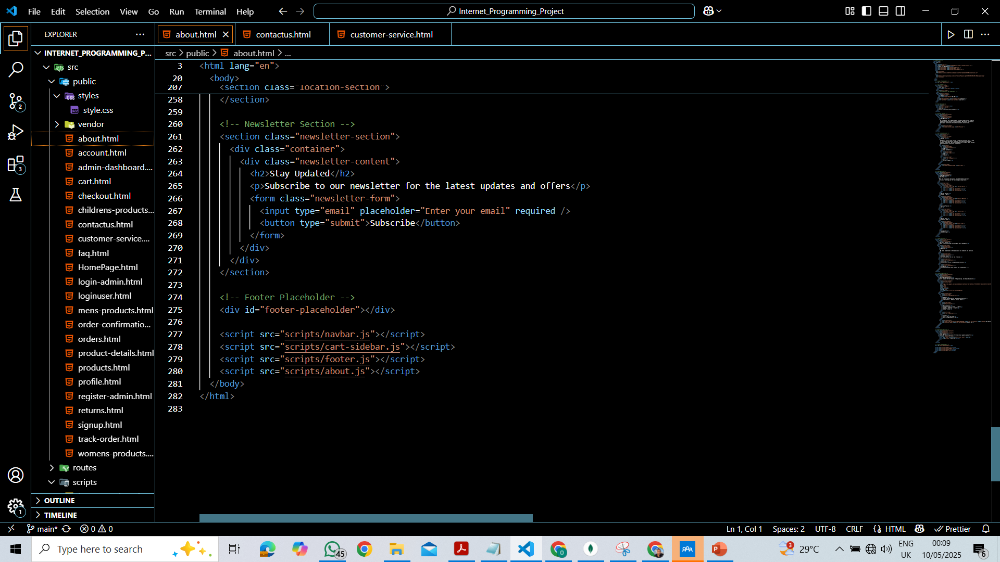 File Edit Selection View Go Run Terminal Help
Internet_Programming_Project
EXPLORER
INTERNET_PROGRAMMING_P...
src
public
styles
style.css
vendor
about.html
account.html
admin-dashboard....
cart.html
checkout.html
childrens-products...
contactus.html
customer-service....
faq.html
HomePage.html
login-admin.html
loginuser.html
mens-products.html
order-confirmatio...
orders.html
product-details.html
products.html
profile.html
register-admin.html
returns.html
signup.html
track-order.html
womens-products....
routes
scripts
OUTLINE
TIMELINE
2
3
1
about.html contactus.html customer-service.html
src > public > about.html > ...
3 <html lang="en">
20 <body>
207 <section class="location-section">
258 </section>
259
260 <!-- Newsletter Section -->
261 <section class="newsletter-section">
262 <div class="container">
263 <div class="newsletter-content">
264 <h2>Stay Updated</h2>
265 <p>Subscribe to our newsletter for the latest updates and offers</p>
266 <form class="newsletter-form">
267 <input type="email" placeholder="Enter your email" required />
268 <button type="submit">Subscribe</button>
269 </form>
270 </div>
271 </div>
272 </section>
273
274 <!-- Footer Placeholder -->
275 <div id="footer-placeholder"></div>
276
277 <script src="scripts/navbar.js"></script>
278 <script src="scripts/cart-sidebar.js"></script>
279 <script src="scripts/footer.js"></script>
280 <script src="scripts/about.js"></script>
281 </body>
282 </html>
283
main* 0 0 Ln 1, Col 1 Spaces: 2 UTF-8 CRLF HTML Prettier
Type here to search
45
3
29°C
ENG
UK
00:09
10/05/2025
6